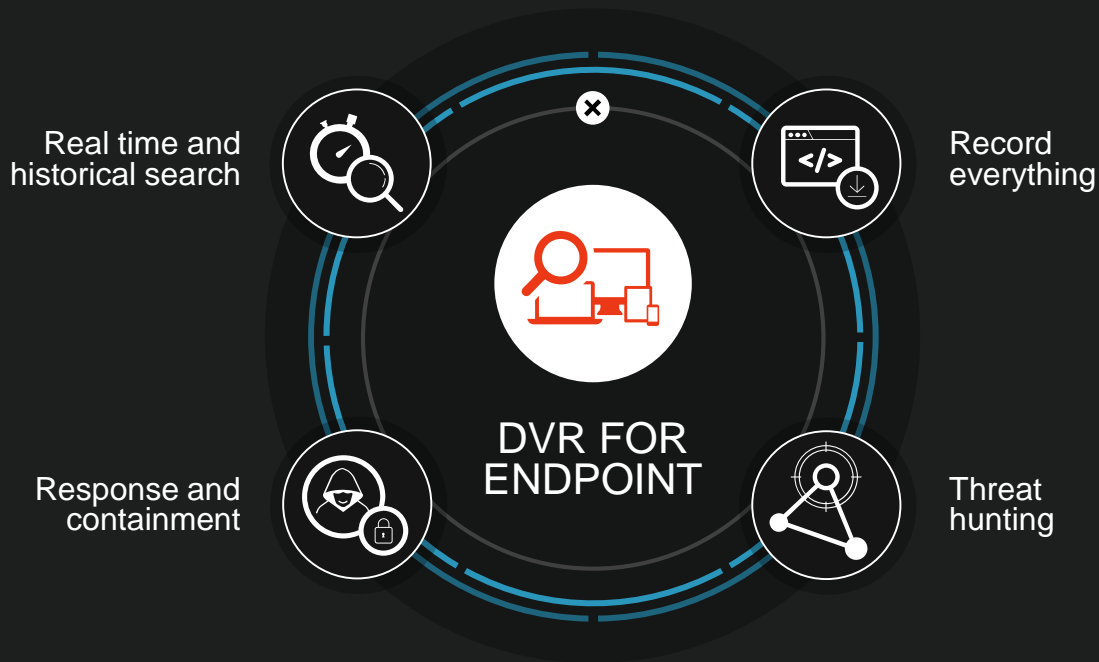 Real time and
historical search
Record
everything
</>
DVR FOR
ENDPOINT
Response and
containment
Threat
hunting